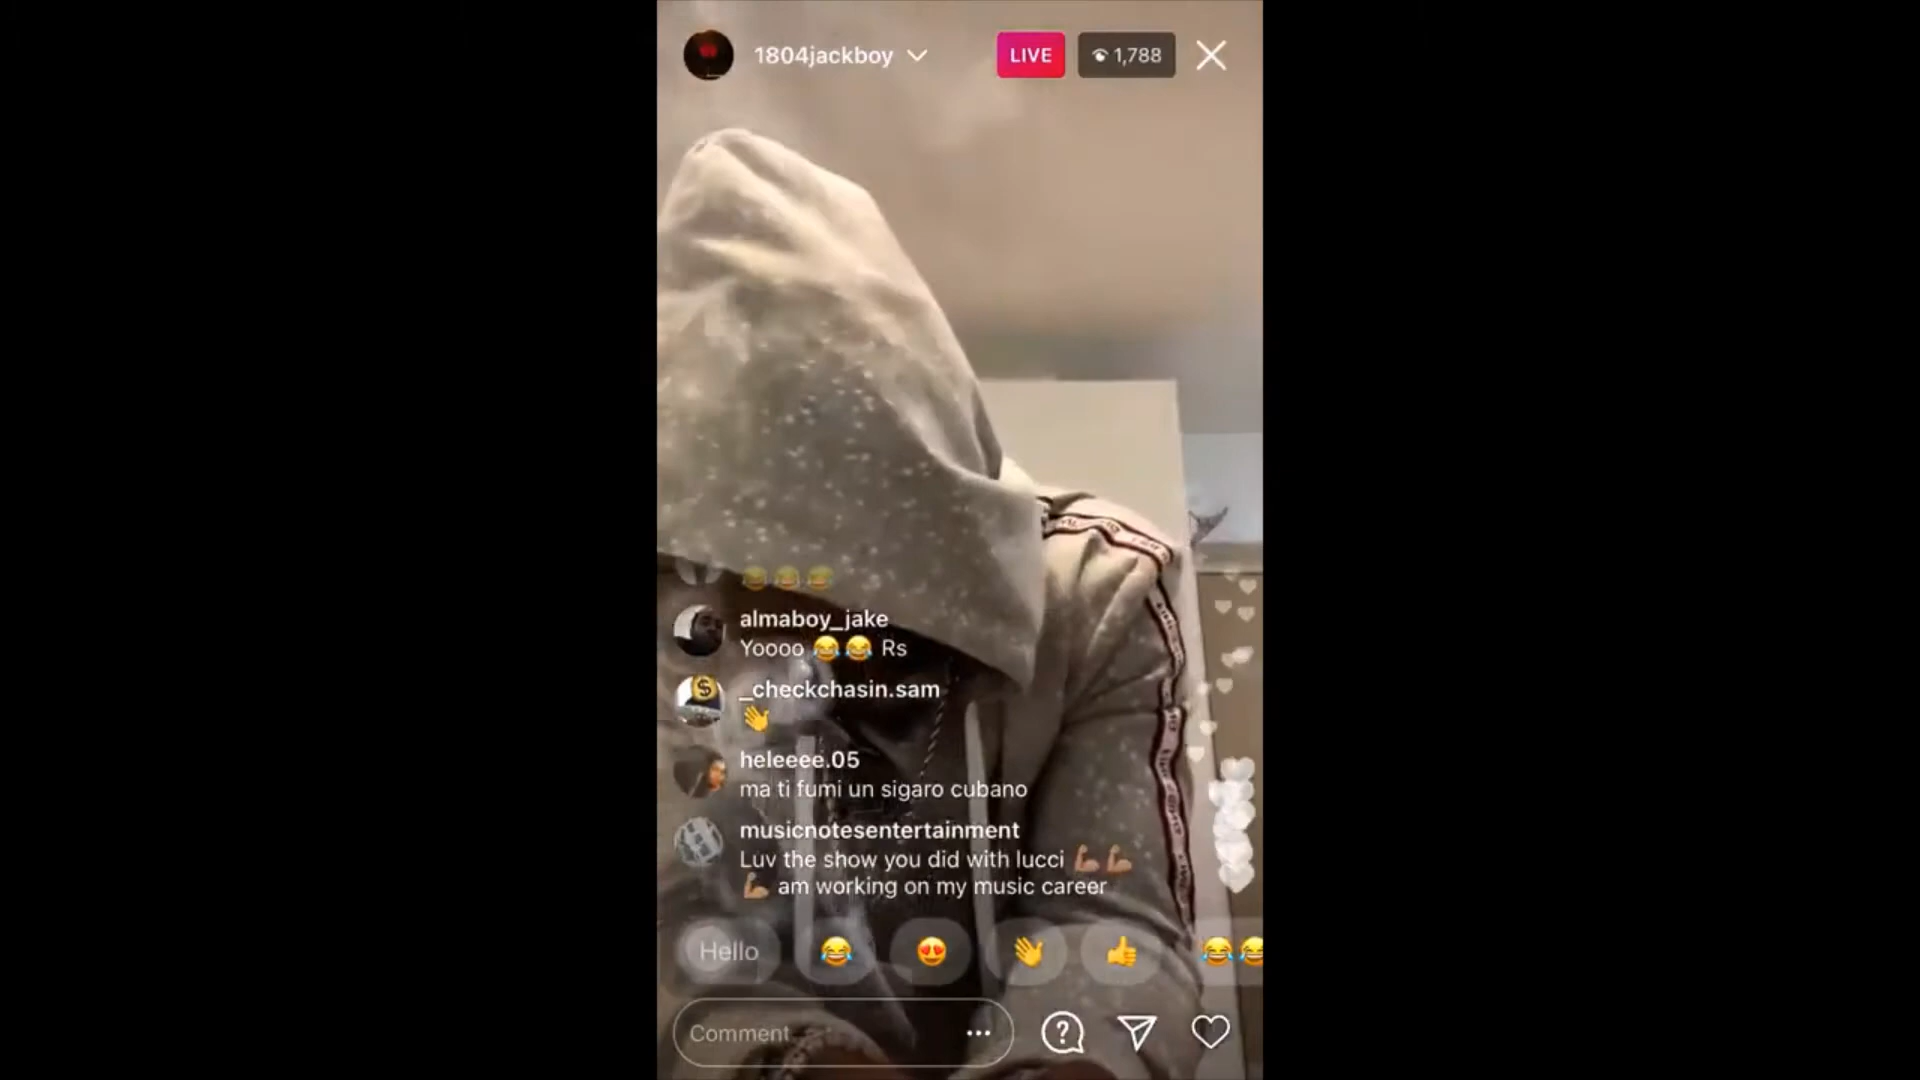 1804jackboy
LIVE
1,788
😂😂😂
almaboy_jake
Yoooo 😂😂 Rs
_checkchasin.sam
👋
heleeee.05
ma ti fumi un sigaro cubano
musicnotesentertainment
Luv the show you did with lucci 💪🏽💪🏽
💪🏽 am working on my music career
Hello 😂 😍 👋 👍 😂😂
Comment